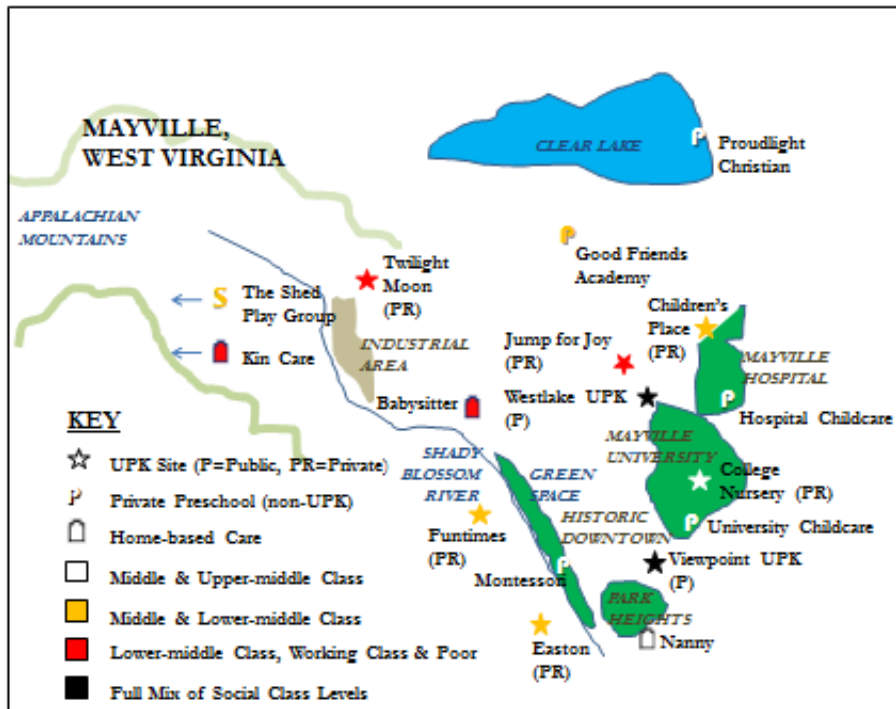 MAYVILLE,
WEST VIRGINIA
CLEAR LAKE
P
Proudlight
Christian
APPALACHIAN
MOUNTAINS
Twilight
Moon
(PR)
P
Good Friends
Academy
S
The Shed
Play Group
Children's
Place
(PR)
Kin Care
INDUSTRIAL
AREA
Jump for Joy
(PR)
MAYVILLE
HOSPITAL
Babysitter
Westlake UPK
(P)
P
Hospital Childcare
KEY
UPK Site (P=Public, PR=Private)
P
Private Preschool (non-UPK)
Home-based Care
Middle & Upper-middle Class
Middle & Lower-middle Class
Lower-middle Class, Working Class & Poor
Full Mix of Social Class Levels
SHADY
BLOSSOM
RIVER
GREEN
SPACE
MAYVILLE
UNIVERSITY
College
Nursery (PR)
Funtimes
(PR)
HISTORIC
DOWNTOWN
P
University Childcare
Montessori
P
Viewpoint UPK
(P)
PARK
HEIGHTS
Easton
(PR)
Nanny